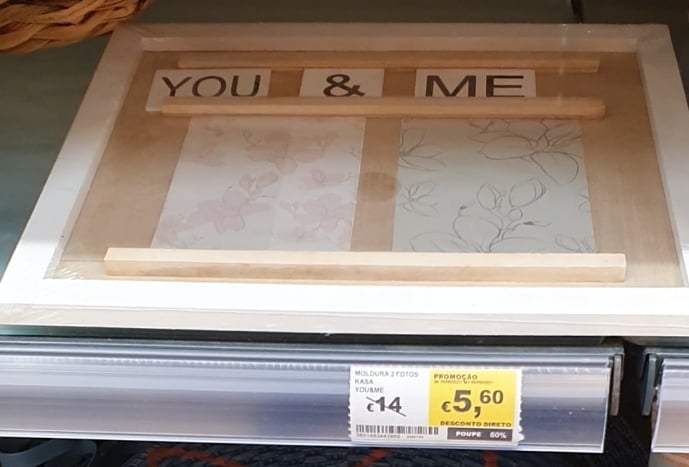 YOU & ME
MOLDURA 2 FOTOS
KASA
YOU&ME
€14
PROMOÇÃO
€5,60
DESCONTO DIRETO
POUPE 60%